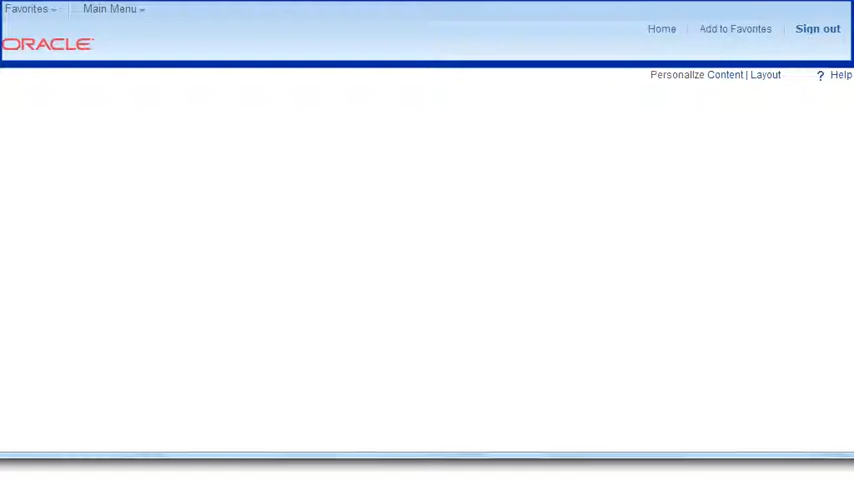 Favorites
Main Menu
Home
Add to Favorites
Sign out
ORACLE
Personalize Content | Layout
? Help